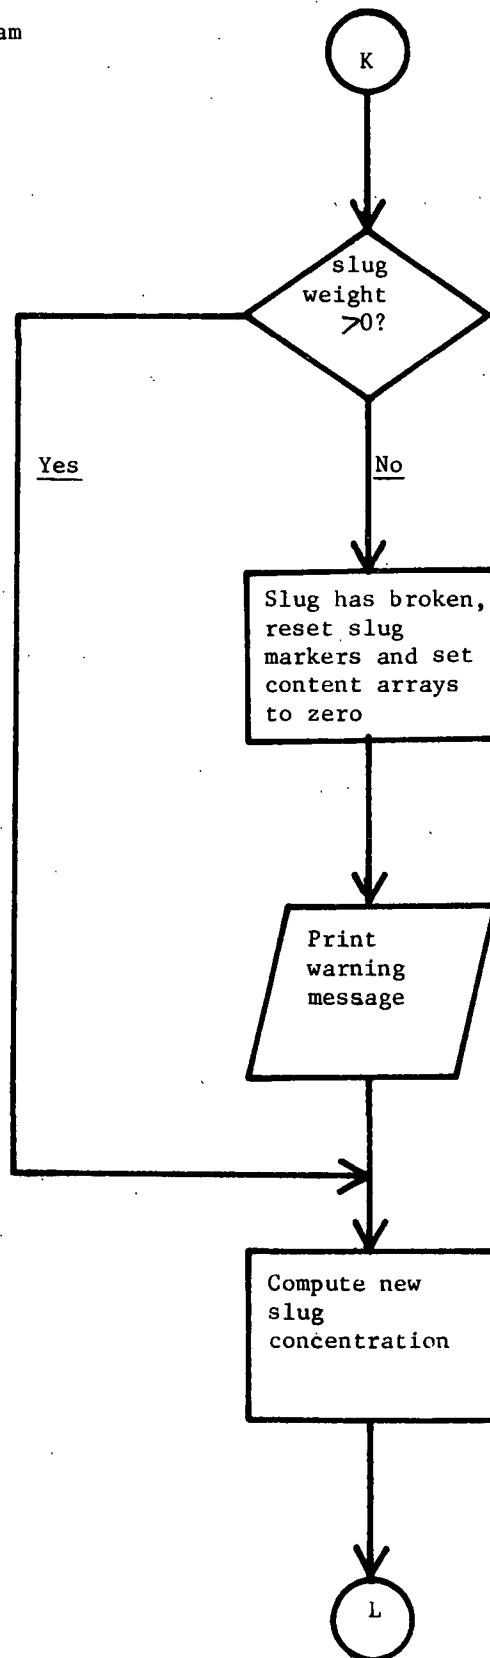 am
K
slug
weight
>0?
Yes
No
Slug has broken,
reset slug
markers and set
content arrays
to zero
Print
warning
message
Compute new
slug
concentration
L